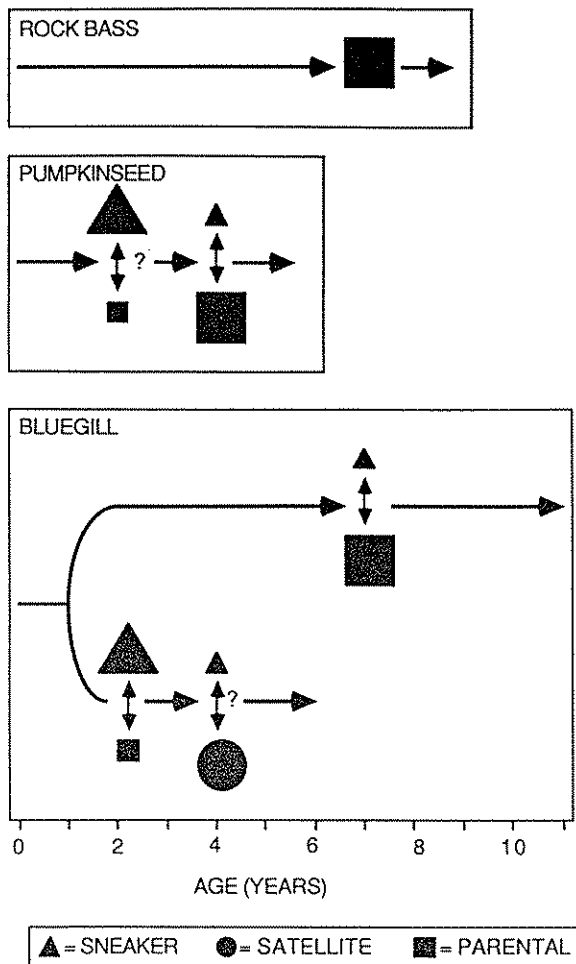 ROCK BASS
PUMPKINSEED
?
BLUEGILL
?
0 2 4 6 8 10
AGE (YEARS)
= SNEAKER = SATELLITE = PARENTAL